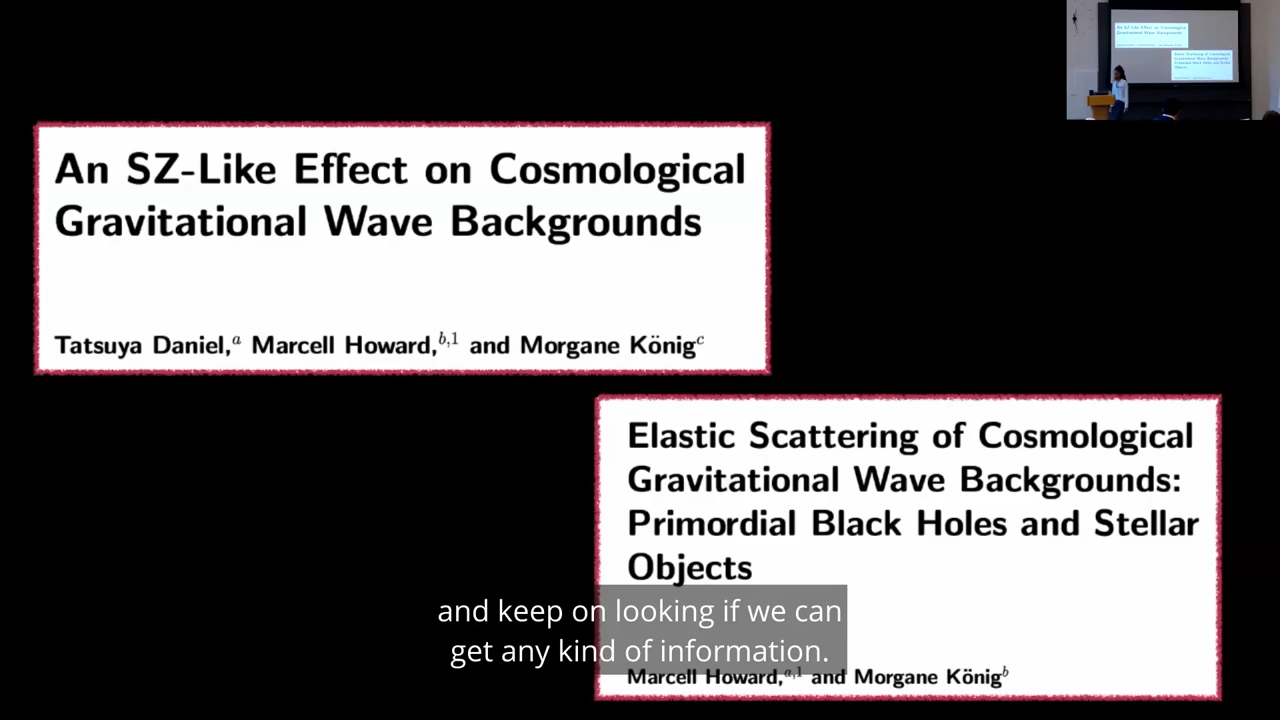 An SZ-Like Effect on Cosmological
Gravitational Wave Backgrounds
Tatsuya Daniel,ᵃ Marcell Howard,ᵇ,¹ and Morgane Königᶜ
Elastic Scattering of Cosmological
Gravitational Wave Backgrounds:
Primordial Black Holes and Stellar
Objects
Marcell Howard,ᵃ,¹ and Morgane Königᵇ
and keep on looking if we can
get any kind of information.